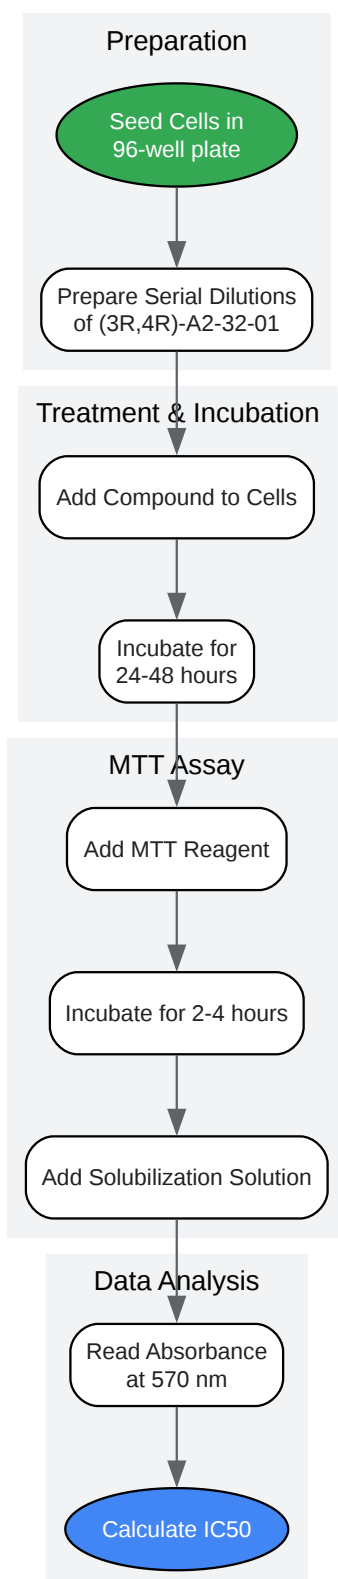 Preparation
Seed Cells in
96-well plate
Prepare Serial Dilutions
of (3R,4R)-A2-32-01
Treatment & Incubation
Add Compound to Cells
Incubate for
24-48 hours
MTT Assay
Add MTT Reagent
Incubate for 2-4 hours
Add Solubilization Solution
Data Analysis
Read Absorbance
at 570 nm
Calculate IC50